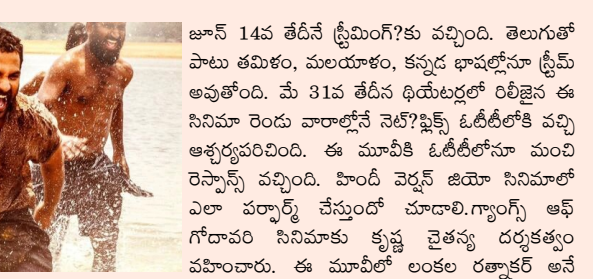 జూన్ 14వ తేదీనే స్ట్రీమింగ్?కు వచ్చింది. తెలుగుతో
పాటు తమిళం, మలయాళం, కన్నడ భాషల్లోనూ స్ట్రీమ్
అవుతోంది. మే 31వ తేదీన థియేటర్లలో రిలీజైన ఈ
సినిమా రెండు వారాల్లోనే నెట్?ఫ్లిక్స్ ఓటీటీలోకి వచ్చి
ఆశ్చర్యపరిచింది. ఈ మూవీకి ఓటీటీలోనూ మంచి
రెస్పాన్స్ వచ్చింది. హిందీ వెర్షన్ జియో సినిమాలో
ఎలా పర్ఫార్మ్ చేస్తుందో చూడాలి.గ్యాంగ్స్ ఆఫ్
గోదావరి సినిమాకు కృష్ణ చైతన్య దర్శకత్వం
వహించారు. ఈ మూవీలో లంకల రత్నాకర్ అనే